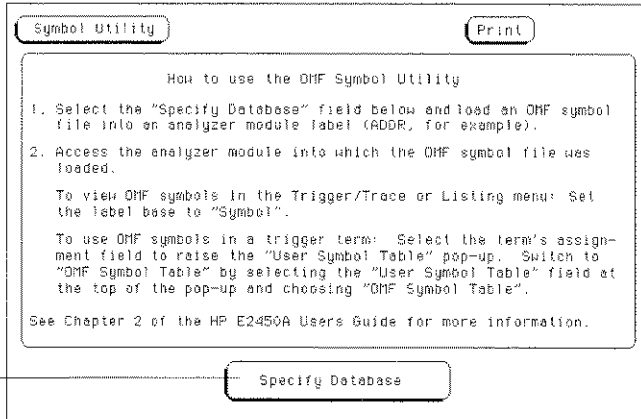 Symbol Utility
Print
How to use the OMF Symbol Utility
1. Select the "Specify Database" field below and load an OMF symbol
file into an analyzer module label (ADDR, for example).
2. Access the analyzer module into which the OMF symbol file was
loaded.
To view OMF symbols in the Trigger/Trace or Listing menu: Set
the label base to "Symbol".
To use OMF symbols in a trigger term: Select the term's assign-
ment field to raise the "User Symbol Table" pop-up. Switch to
"OMF Symbol Table" by selecting the "User Symbol Table" field at
the top of the pop-up and choosing "OMF Symbol Table".
See Chapter 2 of the HP E2450A Users Guide for more information.
Specify Database